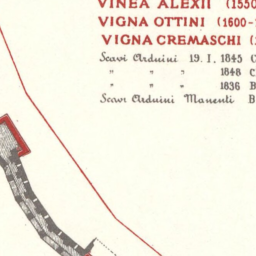 VINEA ALEXII (1550
VIGNA OTTINI (1600-
VIGNA CREMASCHI (
Scavi Arduini 19. I. 1845 C
" " " 1848 C
" " " 1836 B
Scavi Arduini Manenti B